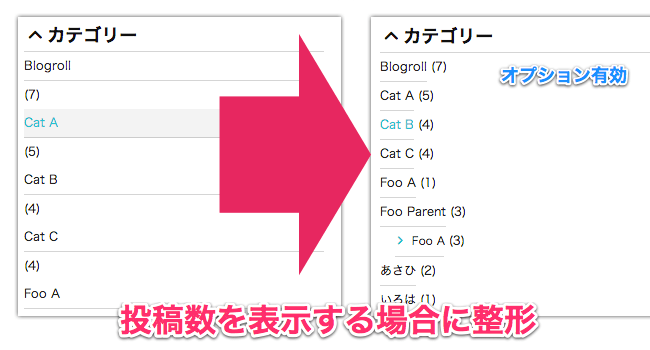 カテゴリー
Blogroll
(7)
Cat A
(5)
Cat B
(4)
Cat C
(4)
Foo A
カテゴリー
オプション有効
Blogroll (7)
Cat A (5)
Cat B (4)
Cat C (4)
Foo A (1)
Foo Parent (3)
Foo A (3)
あさひ (2)
いろは (1)
投稿数を表示する場合に整形